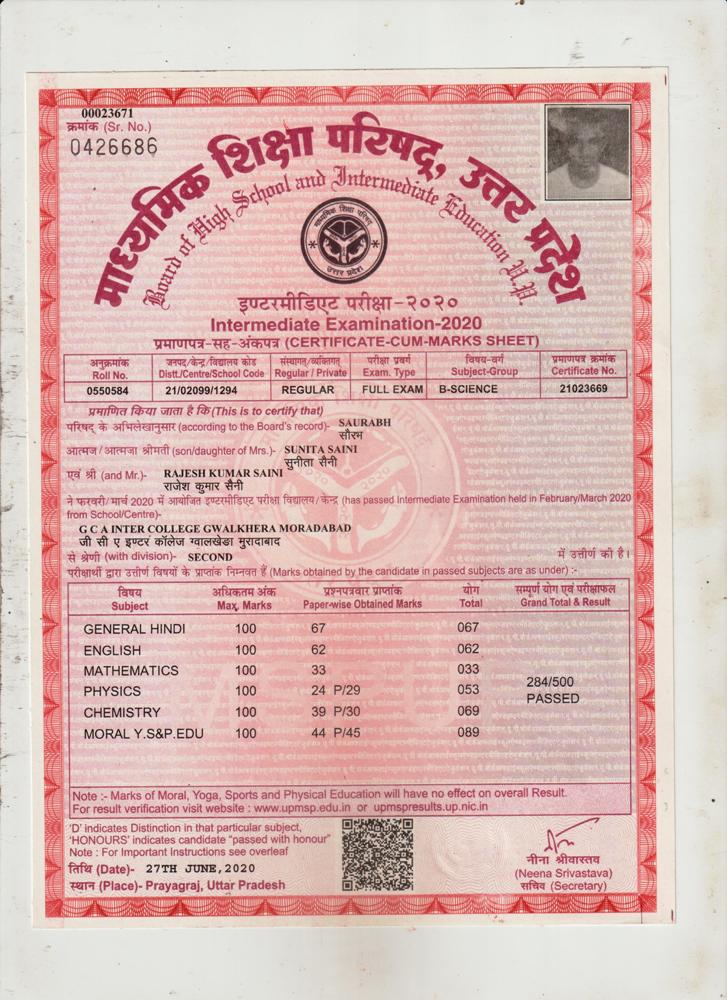 00023671
क्रमांक (Sr. No.)
0426686
माध्यमिक शिक्षा परिषद्, उत्तर प्रदेश
Board of High School and Intermediate Education U.P.
माध्यमिक शिक्षा परिषद
उत्तर प्रदेश
इण्टरमीडिएट परीक्षा-२०२०
Intermediate Examination-2020
प्रमाणपत्र-सह-अंकपत्र (CERTIFICATE-CUM-MARKS SHEET)
अनुक्रमांक जनपद/केन्द्र/विद्यालय कोड संस्थागत/व्यक्तिगत परीक्षा प्रवर्ग विषय-वर्ग प्रमाणपत्र क्रमांक
Roll No. Distt./Centre/School Code Regular / Private Exam. Type Subject-Group Certificate No.
0550584 21/02099/1294 REGULAR FULL EXAM B-SCIENCE 21023669
प्रमाणित किया जाता है कि (This is to certify that)
परिषद् के अभिलेखानुसार (according to the Board's record)- SAURABH
सौरभ
आत्मज/आत्मजा श्रीमती (son/daughter of Mrs.)- SUNITA SAINI
सुनीता सैनी
एवं श्री (and Mr.)- RAJESH KUMAR SAINI
राजेश कुमार सैनी
ने फरवरी/मार्च 2020 में आयोजित इण्टरमीडिएट परीक्षा विद्यालय/केन्द्र (has passed Intermediate Examination held in February/March 2020
from School/Centre)-
G C A INTER COLLEGE GWALKHERA MORADABAD
जी सी ए इण्टर कॉलेज ग्वालखेडा मुरादाबाद
से श्रेणी (with division)- SECOND में उत्तीर्ण की है।
परीक्षार्थी द्वारा उत्तीर्ण विषयों के प्राप्तांक निम्नवत हैं (Marks obtained by the candidate in passed subjects are as under) :-
विषय अधिकतम अंक प्रश्नपत्रवार प्राप्तांक योग सम्पूर्ण योग एवं परीक्षाफल
Subject Max. Marks Paper-wise Obtained Marks Total Grand Total & Result
GENERAL HINDI 100 67 067
ENGLISH 100 62 062
MATHEMATICS 100 33 033
284/500
PHYSICS 100 24 P/29 053
PASSED
CHEMISTRY 100 39 P/30 069
MORAL Y.S&P.EDU 100 44 P/45 089
Note :- Marks of Moral, Yoga, Sports and Physical Education will have no effect on overall Result.
For result verification visit website : www.upmsp.edu.in or upmspresults.up.nic.in
'D' indicates Distinction in that particular subject,
'HONOURS' indicates candidate "passed with honour"
Note : For Important Instructions see overleaf
तिथि (Date)- 27TH JUNE,2020
स्थान (Place)- Prayagraj, Uttar Pradesh
नीना श्रीवास्तव
(Neena Srivastava)
सचिव (Secretary)